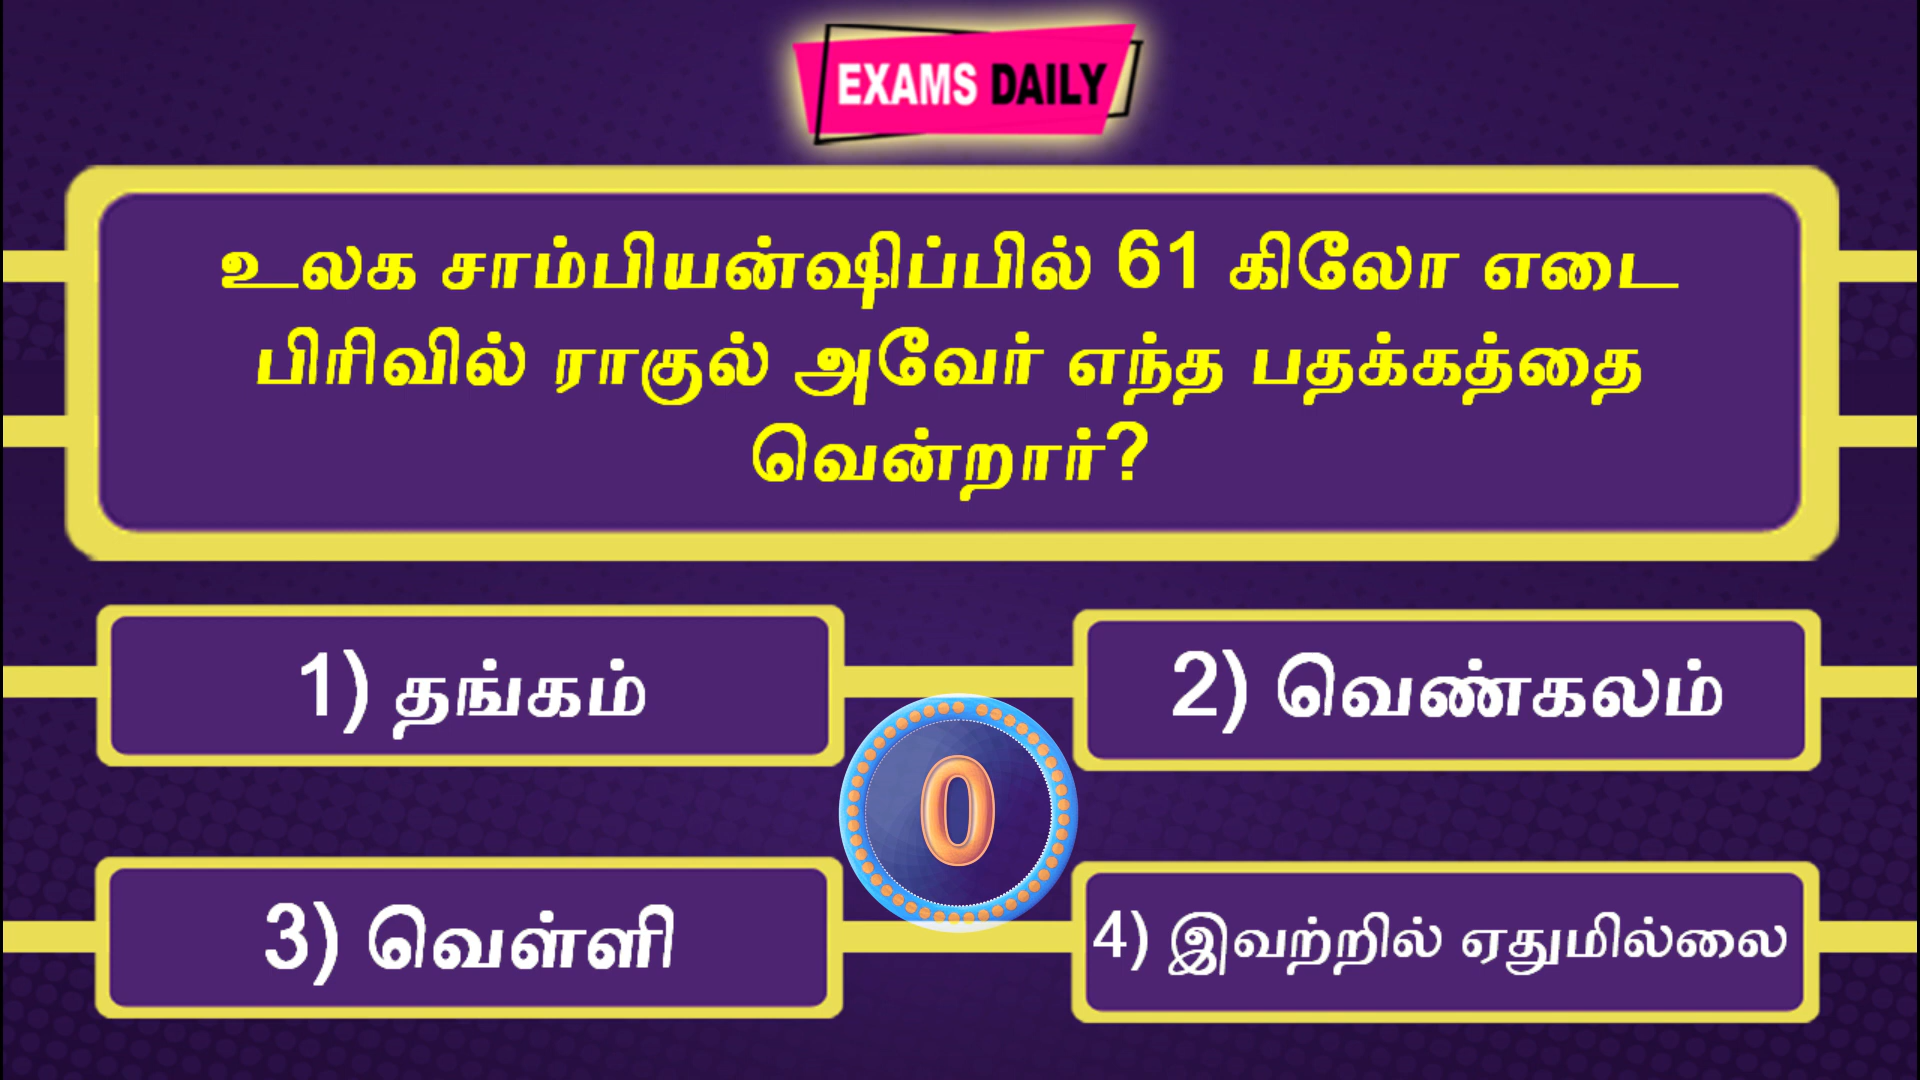 EXAMS DAILY
உலக சாம்பியன்ஷிப்பில் 61 கிலோ எடை
பிரிவில் ராகுல் அவேர் எந்த பதக்கத்தை
வென்றார்?
1) தங்கம்
2) வெண்கலம்
0
3) வெள்ளி
4) இவற்றில் ஏதுமில்லை